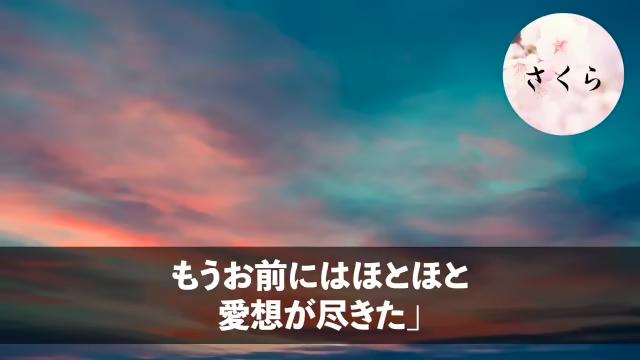 さくら
もうお前にはほとほと
愛想が尽きた」